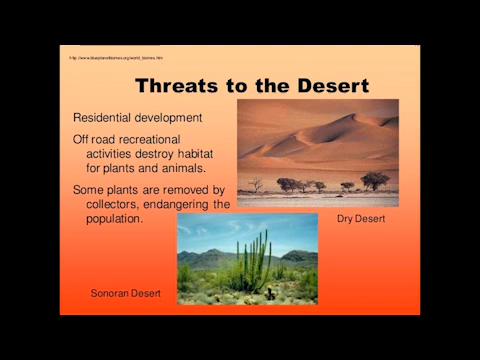 http://www.blueplanetbiomes.org/world_biomes.htm
Threats to the Desert
Residential development
Off road recreational
activities destroy habitat
for plants and animals.
Some plants are removed by
collectors, endangering the
population.
Dry Desert
Sonoran Desert